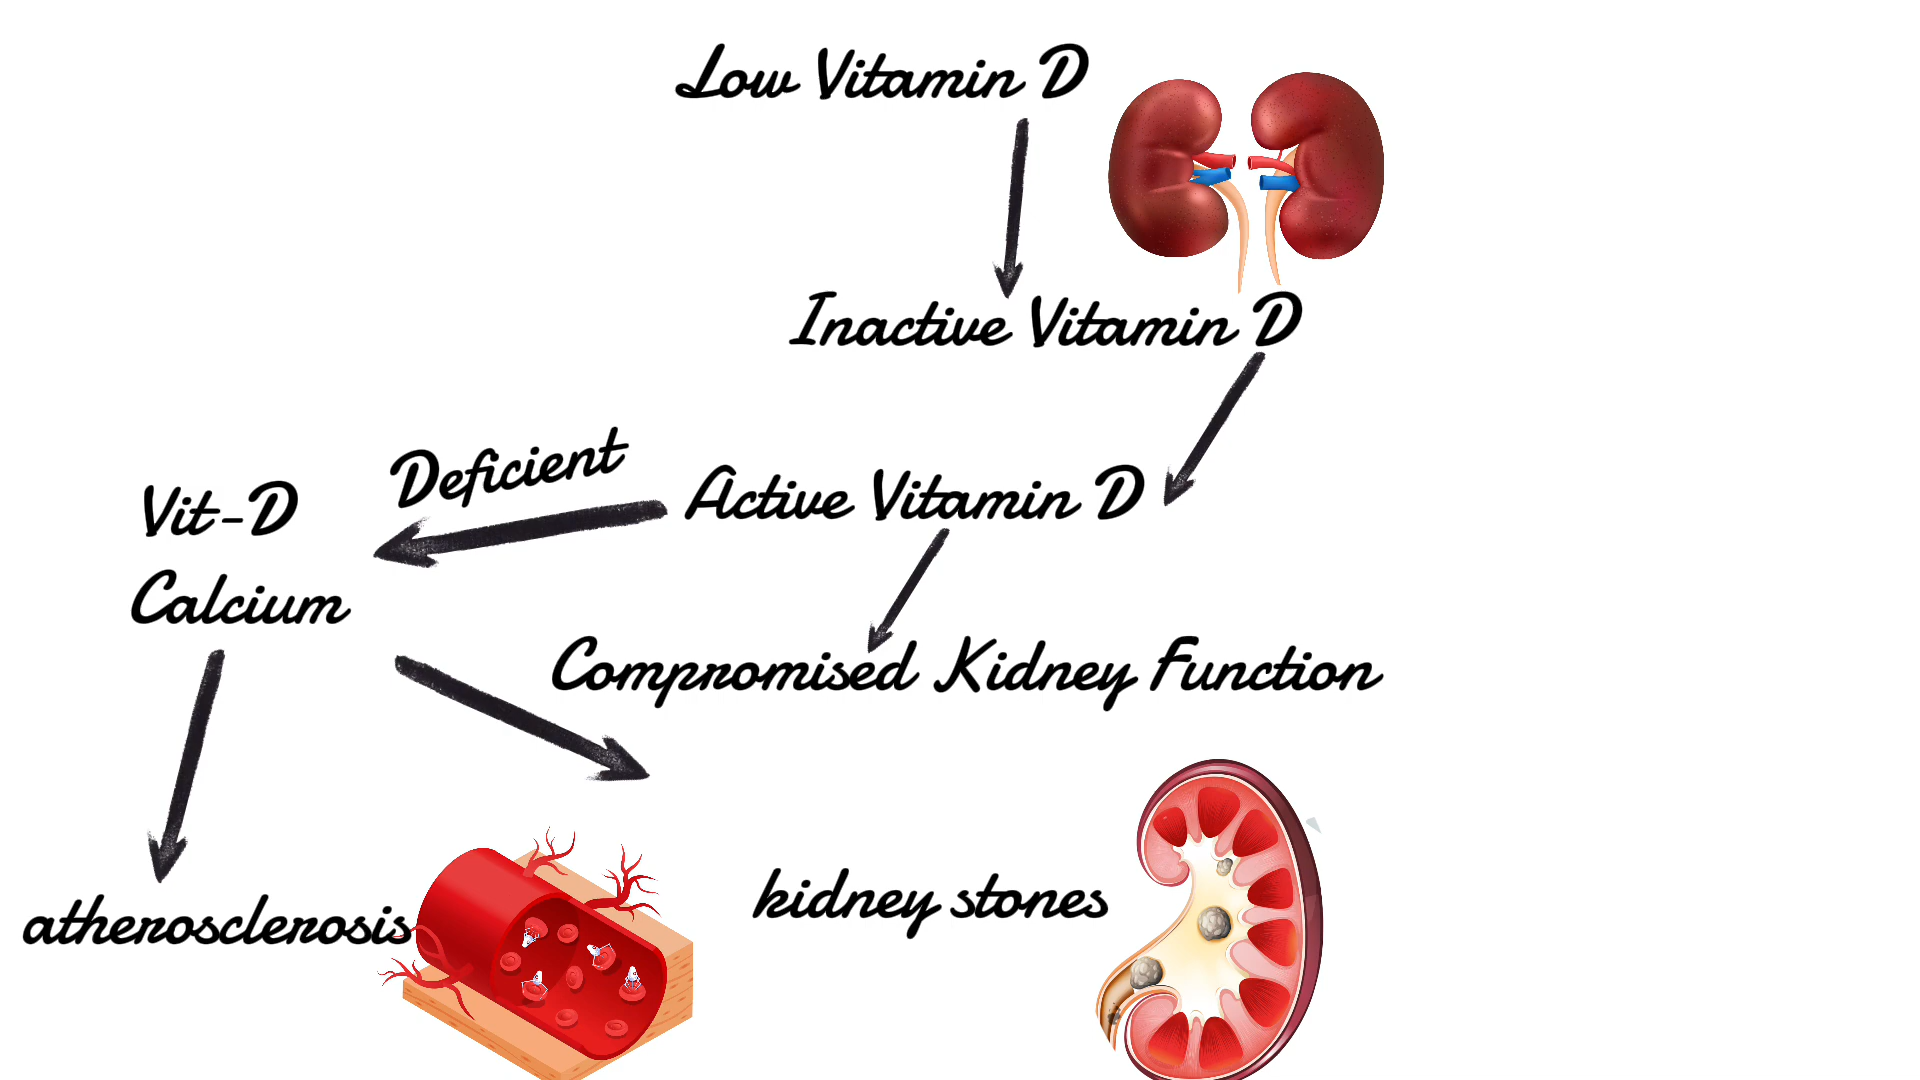 Low Vitamin D
Inactive Vitamin D
Deficient
Active Vitamin D
Vit-D
Calcium
Compromised Kidney Function
atherosclerosis
kidney stones